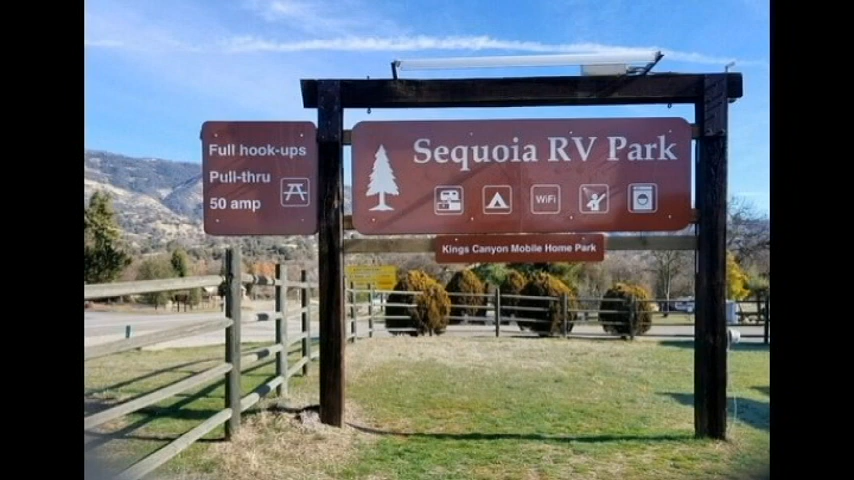 Full hook-ups
Pull-thru
50 amp
Sequoia RV Park
WiFi
Kings Canyon Mobile Home Park